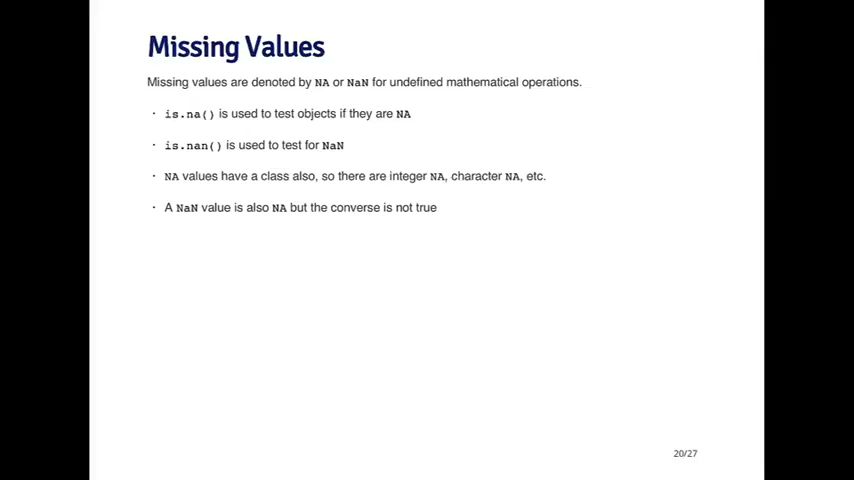 Missing Values
Missing values are denoted by NA or NaN for undefined mathematical operations.
· is.na() is used to test objects if they are NA
· is.nan() is used to test for NaN
· NA values have a class also, so there are integer NA, character NA, etc.
· A NaN value is also NA but the converse is not true
20/27